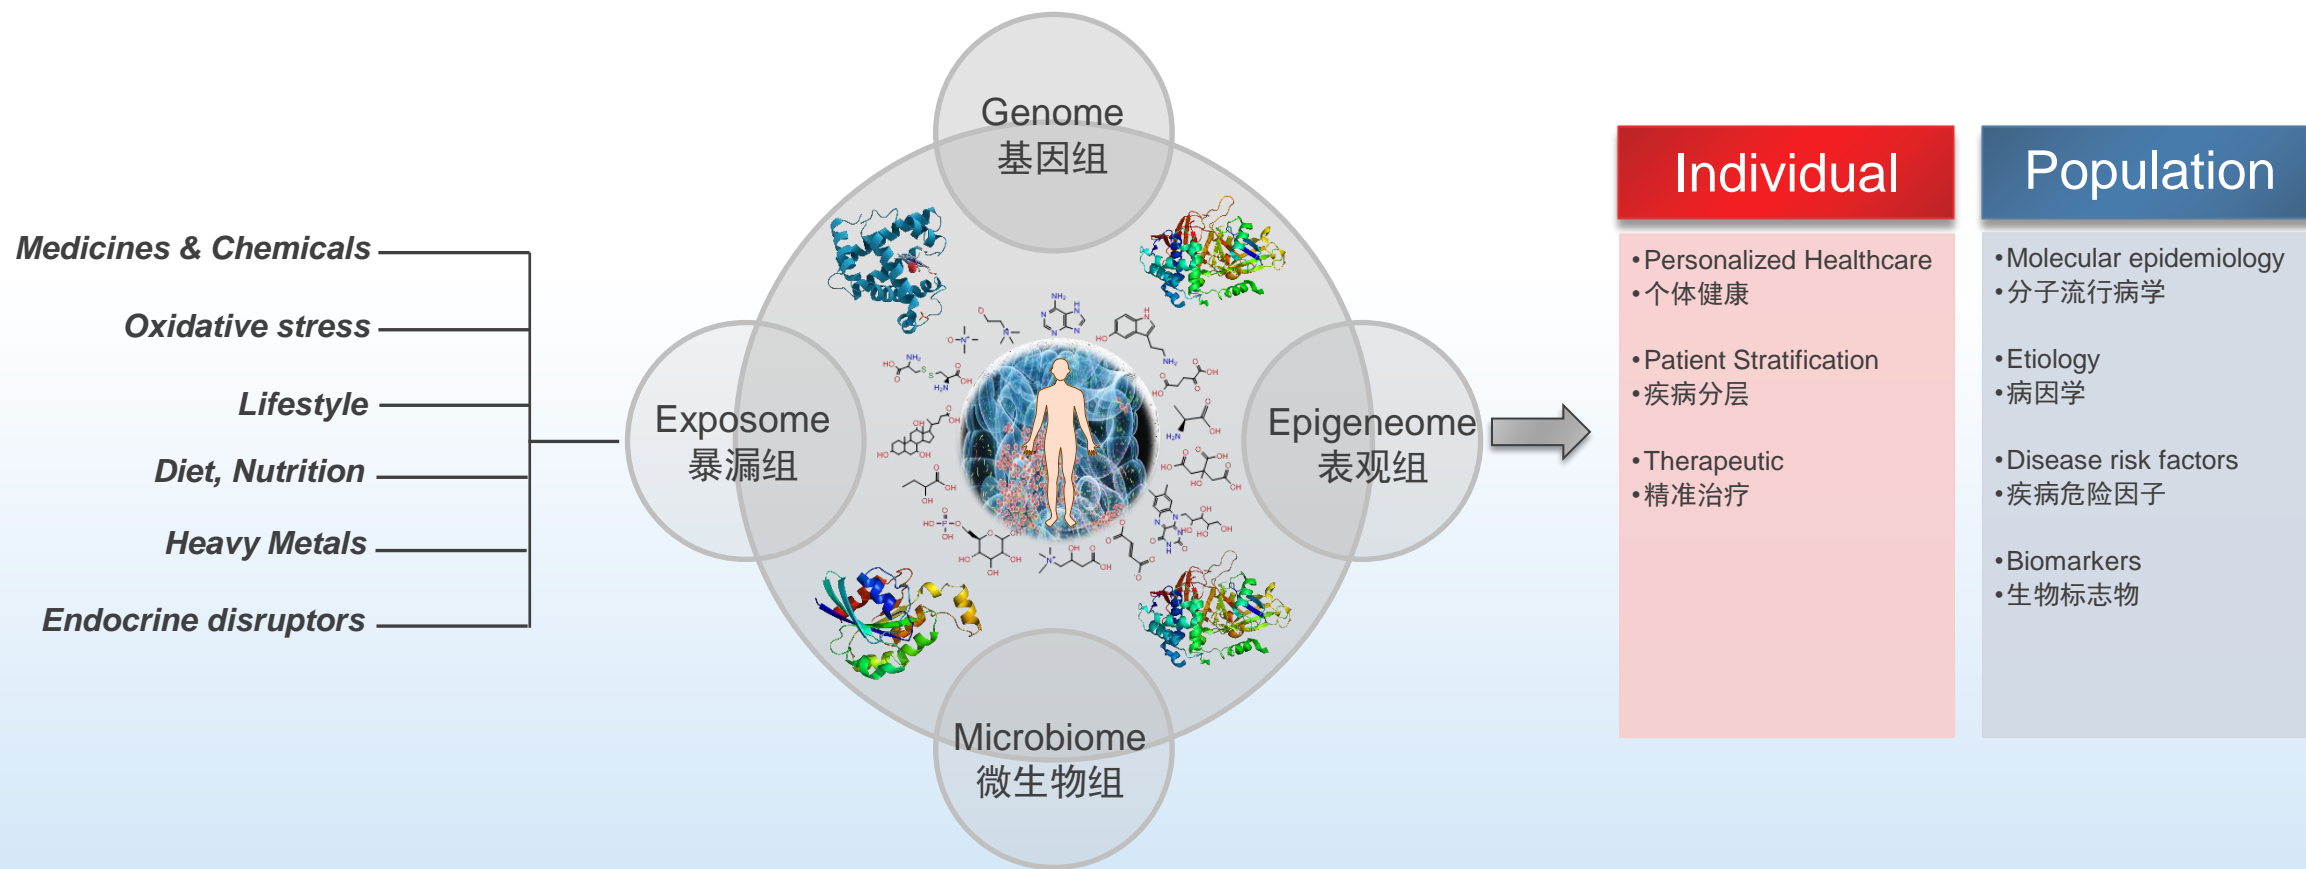 Genome
基因组
Medicines & Chemicals
Oxidative stress
Lifestyle
Diet, Nutrition
Heavy Metals
Endocrine disruptors
Exposome
暴漏组
Epigeneome
表观组
Microbiome
微生物组
Individual
•Personalized Healthcare
•个体健康
•Patient Stratification
•疾病分层
•Therapeutic
•精准治疗
Population
•Molecular epidemiology
•分子流行病学
•Etiology
•病因学
•Disease risk factors
•疾病危险因子
•Biomarkers
•生物标志物